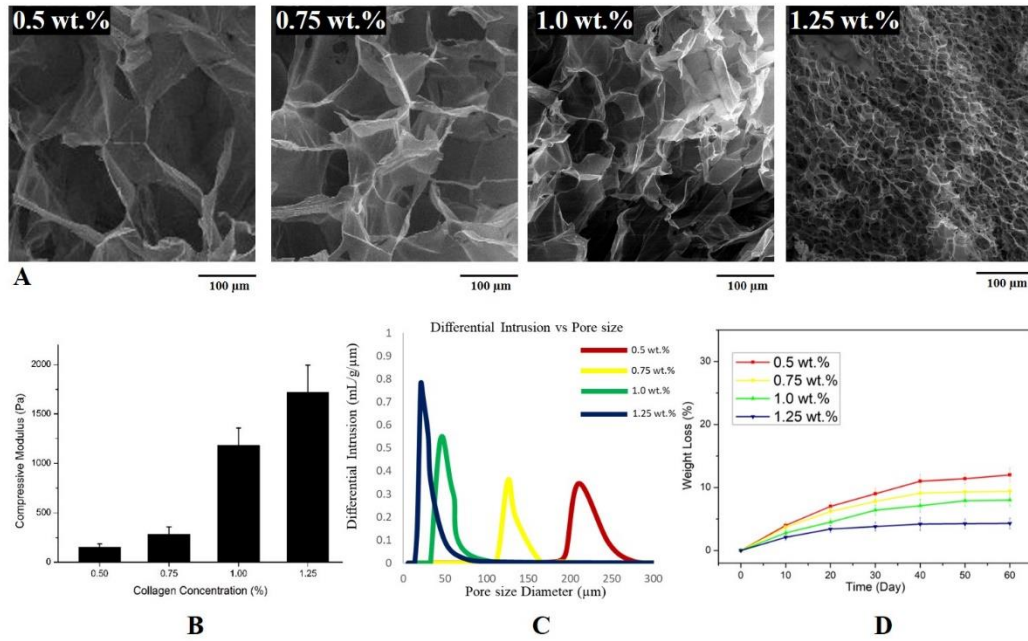 0.5 wt.%
0.75 wt.%
1.0 wt.%
1.25 wt.%
A
100 µm
100 µm
100 µm
100 µm
Compressive Modulus (Pa)
2000
1500
1000
500
0
0.50
0.75
1.00
1.25
Collagen Concentration (%)
B
Differential Intrusion vs Pore size
Differential Intrusion (mL/g/µm)
1
0.9
0.8
0.7
0.6
0.5
0.4
0.3
0.2
0.1
0
0.5 wt.%
0.75 wt.%
1.0 wt.%
1.25 wt.%
0
50
100
150
200
250
300
Pore size Diameter (µm)
C
Weight Loss (%)
30
20
10
0
0.5 wt.%
0.75 wt.%
1.0 wt.%
1.25 wt.%
0
10
20
30
40
50
60
Time (Day)
D